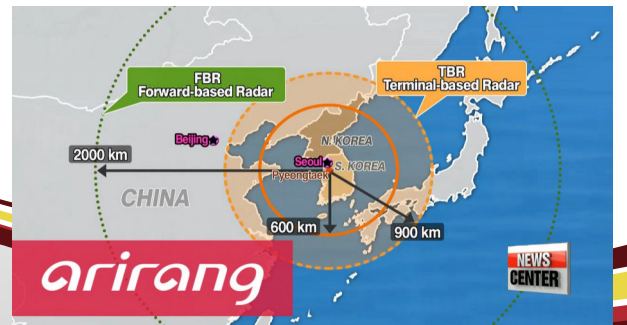 FBR
Forward-based Radar
TBR
Terminal-based Radar
Beijing
N. KOREA
2000 km
Seoul
S. KOREA
Pyeongtaek
CHINA
600 km
900 km
arirang
NEWS
CENTER